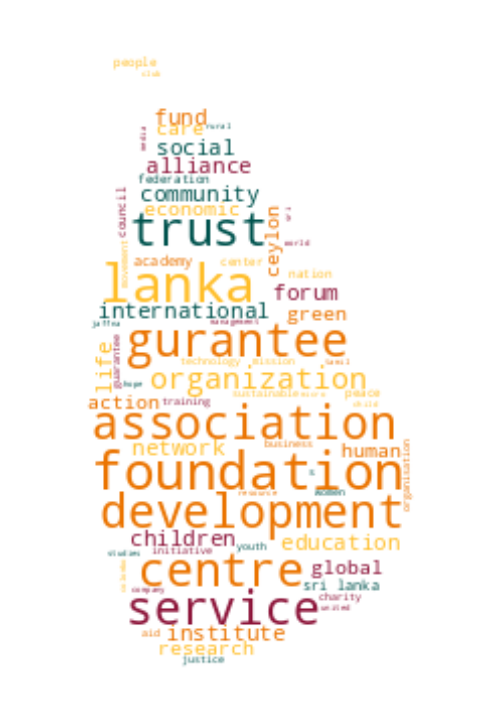 people
club
fund
rural
care
media
social
alliance
federation
community
council
economic
trust
ceylon
world
movement
academy
center
lanka
nation
forum
international
green
jaffna
management
gurantee
guarantee
life
technology mission
tamil
organization
hope
sustainable
peace
child
action
training
association
business
network
human
organisation
foundation
s
resource
women
development
children
education
youth
initiative
studies
centre
global
sri lanka
company
charity
united
service
aid
institute
research
justice